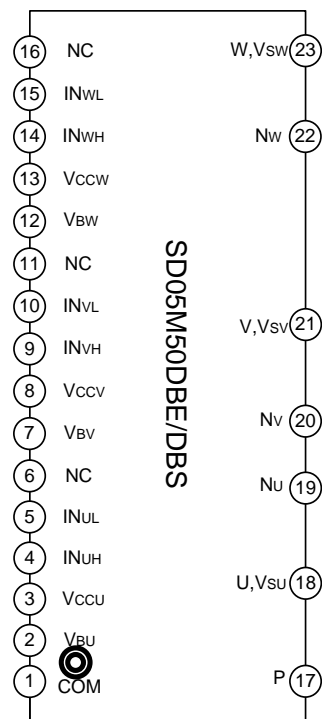 16 NC W,VSW 23
15 INWL
14 INWH NW 22
13 VCCW
12 VBW
11 NC
10 INVL V,VSV 21
9 INVH
8 VCCV
7 VBV NV 20
6 NC NU 19
5 INUL
4 INUH
3 VCCU U,VSU 18
2 VBU
1 COM P 17
SD05M50DBE/DBS